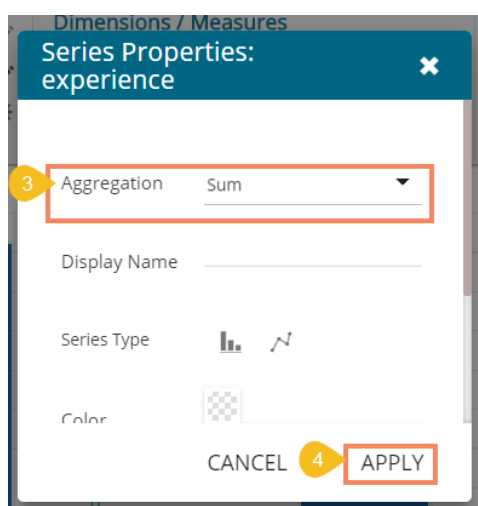 Dimensions / Measures
Series Properties:
experience
3
Aggregation Sum
Display Name
Series Type
Color
CANCEL 4 APPLY